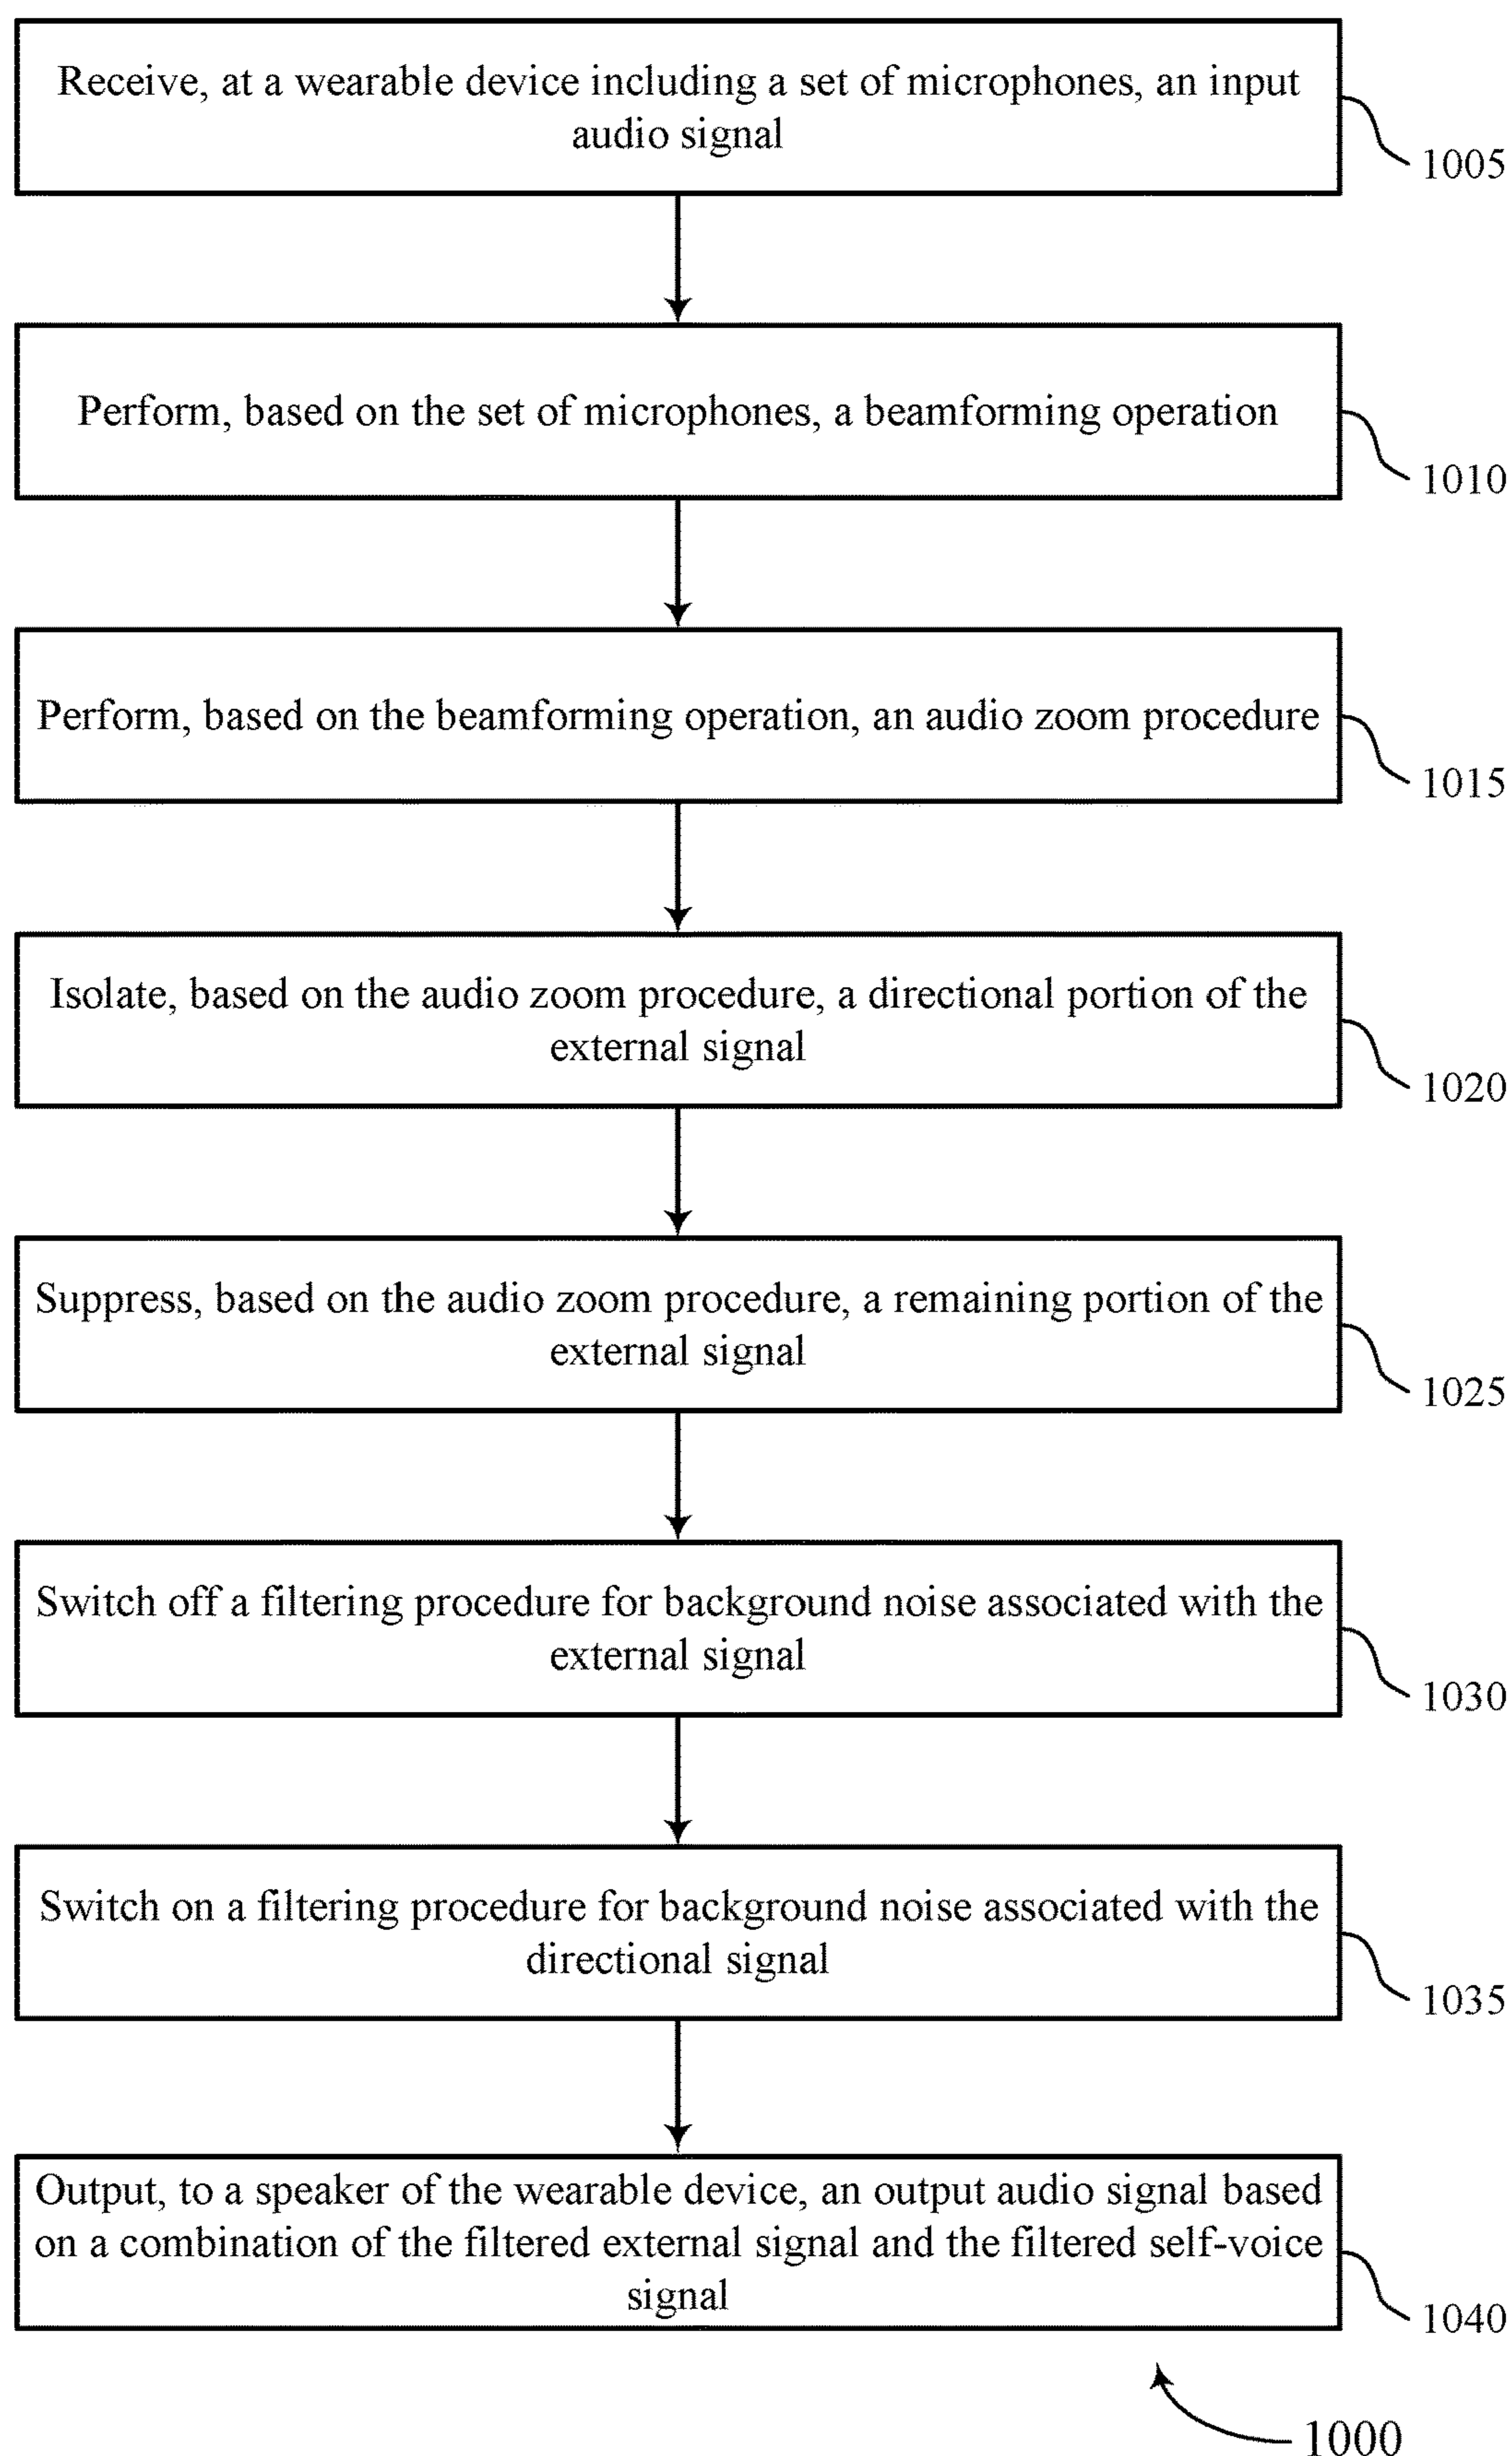 Receive, at a wearable device including a set of microphones, an input
audio signal
1005
Perform, based on the set of microphones, a beamforming operation
1010
Perform, based on the beamforming operation, an audio zoom procedure
1015
Isolate, based on the audio zoom procedure, a directional portion of the
external signal
1020
Suppress, based on the audio zoom procedure, a remaining portion of the
external signal
1025
Switch off a filtering procedure for background noise associated with the
external signal
1030
Switch on a filtering procedure for background noise associated with the
directional signal
1035
Output, to a speaker of the wearable device, an output audio signal based
on a combination of the filtered external signal and the filtered self-voice
signal
1040
1000